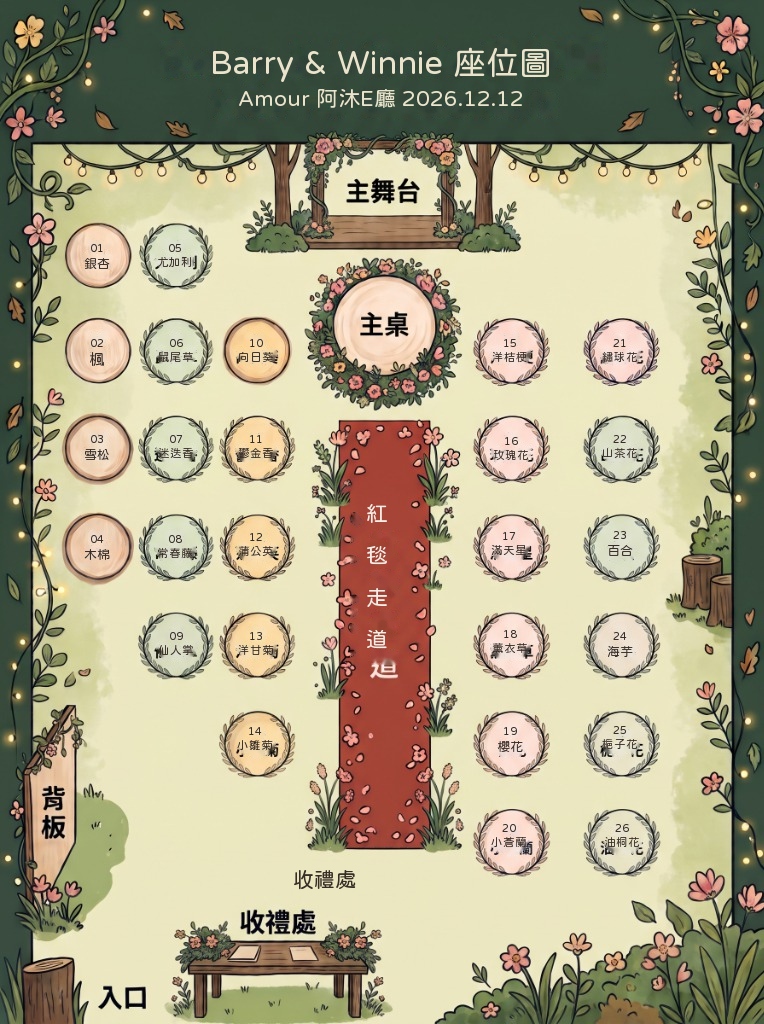 Barry & Winnie 座位圖
Amour 阿沐E廳 2026.12.12
主舞台
主桌
01
銀杏
05
尤加利
02
楓
06
鼠尾草
10
向日葵
15
洋桔梗
21
繡球花
03
雪松
07
迷迭香
11
鬱金香
16
玫瑰花
22
山茶花
04
木棉
08
常春藤
12
蒲公英
17
滿天星
23
百合
09
仙人掌
13
洋甘菊
18
薰衣草
24
海芋
14
小雛菊
19
櫻花
25
梔子花
20
小蒼蘭
26
油桐花
紅
毯
走
道
背
板
收禮處
收禮處
入口